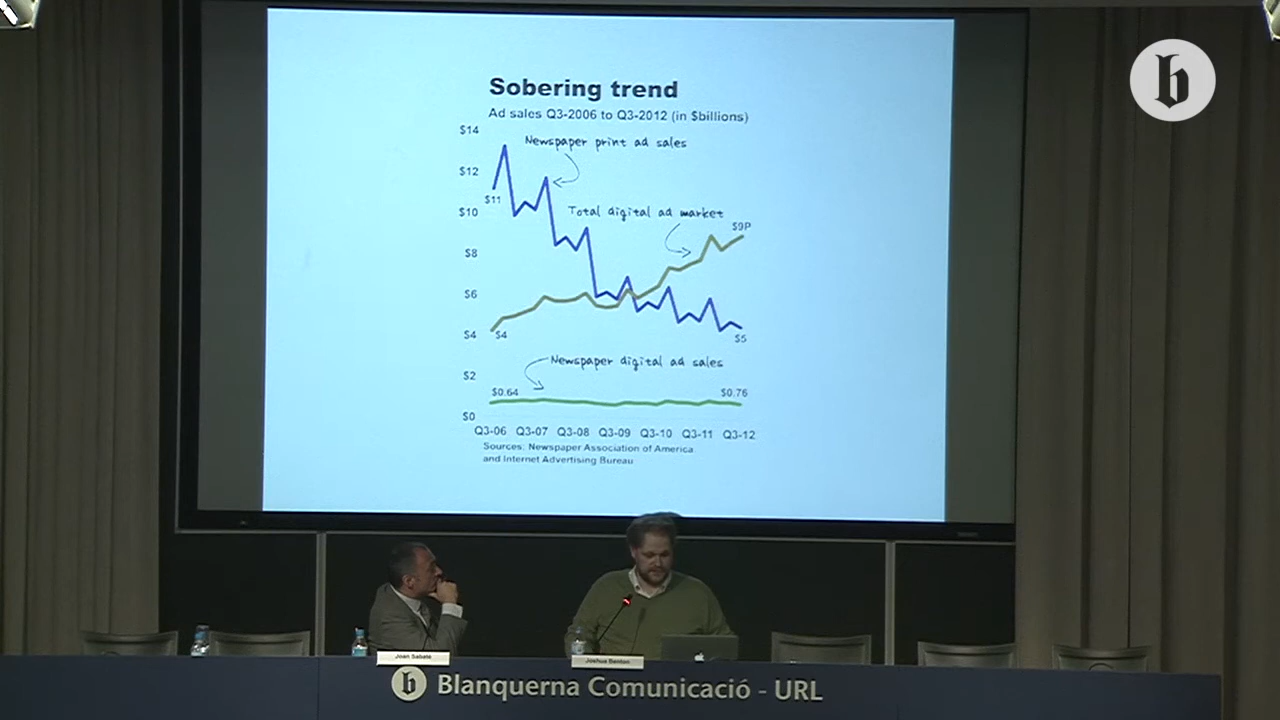 b
Sobering trend
Ad sales Q3-2006 to Q3-2012 (in $billions)
$14
Newspaper print ad sales
$12
$11
$10
Total digital ad market
$9P
$8
$6
$4
$4
$5
Newspaper digital ad sales
$2
$0.64
$0.76
$0
Q3-06 Q3-07 Q3-08 Q3-09 Q3-10 Q3-11 Q3-12
Sources: Newspaper Association of America
and Internet Advertising Bureau
Joan Sabaté
Joshua Benton
b Blanquerna Comunicació - URL